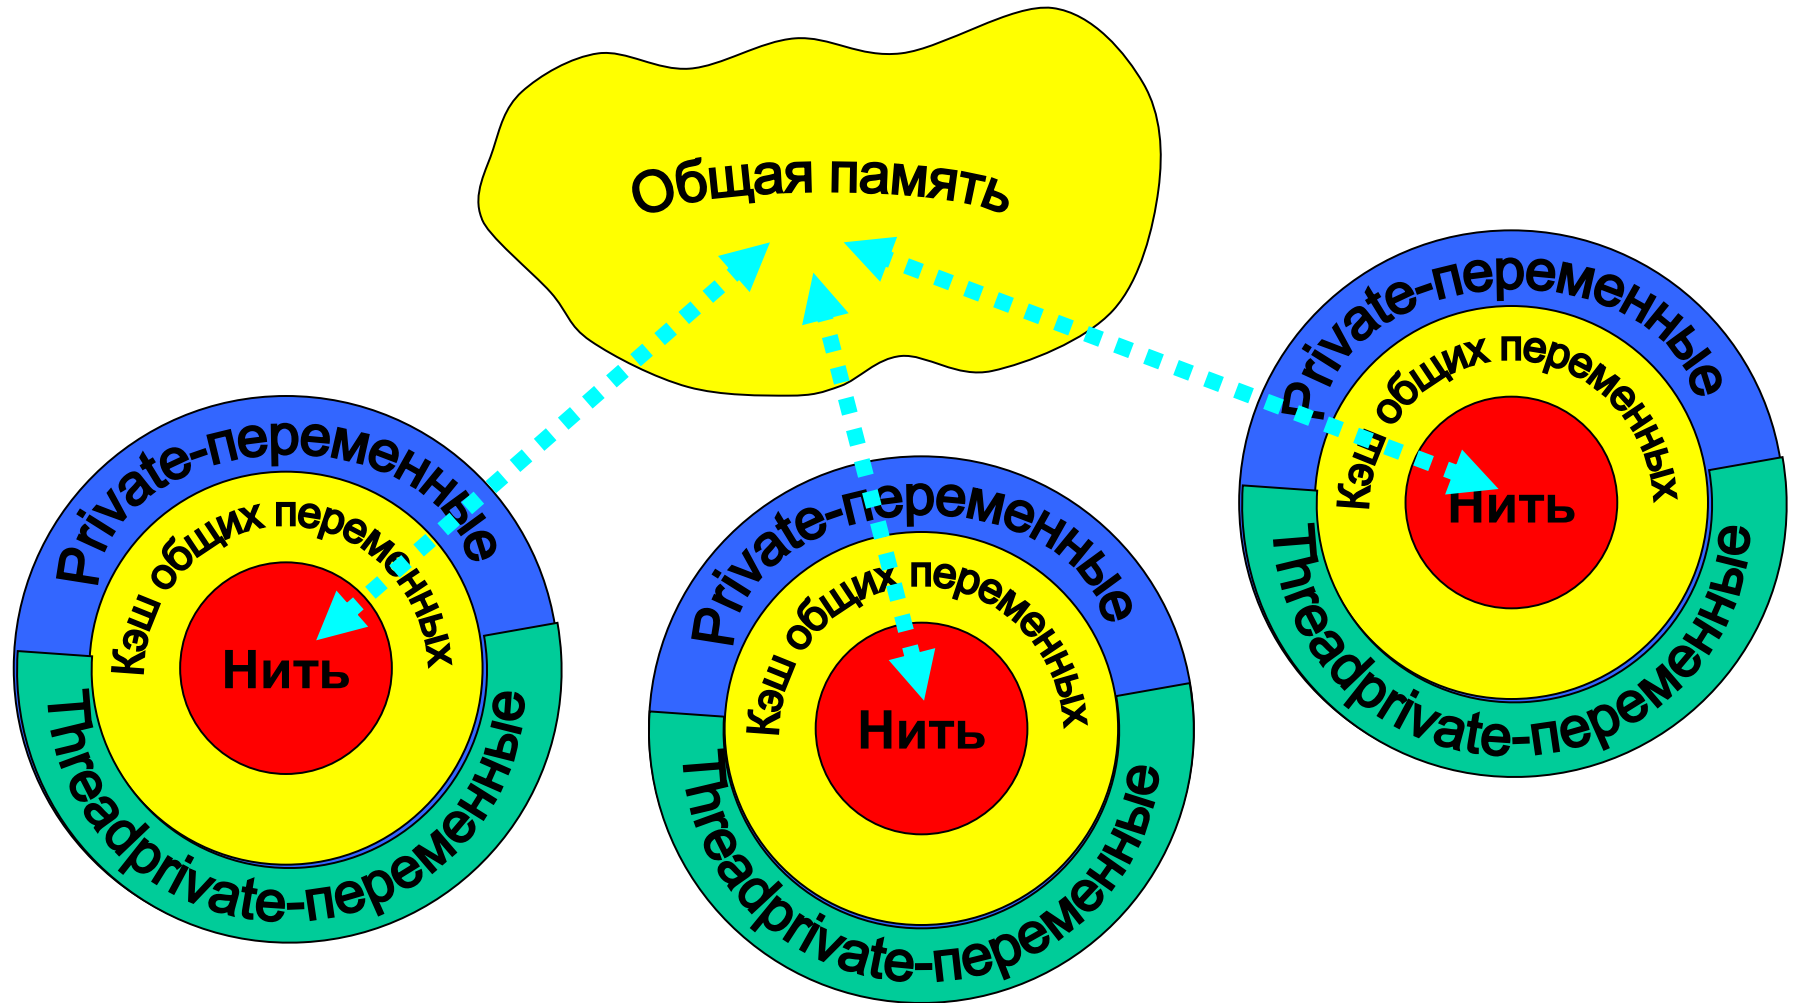 Общая память
Private-переменные
Кэш общих переменных
Нить
Threadprivate-переменные
Private-переменные
Кэш общих переменных
Нить
Threadprivate-переменные
Private-переменные
Кэш общих переменных
Нить
Threadprivate-переменные